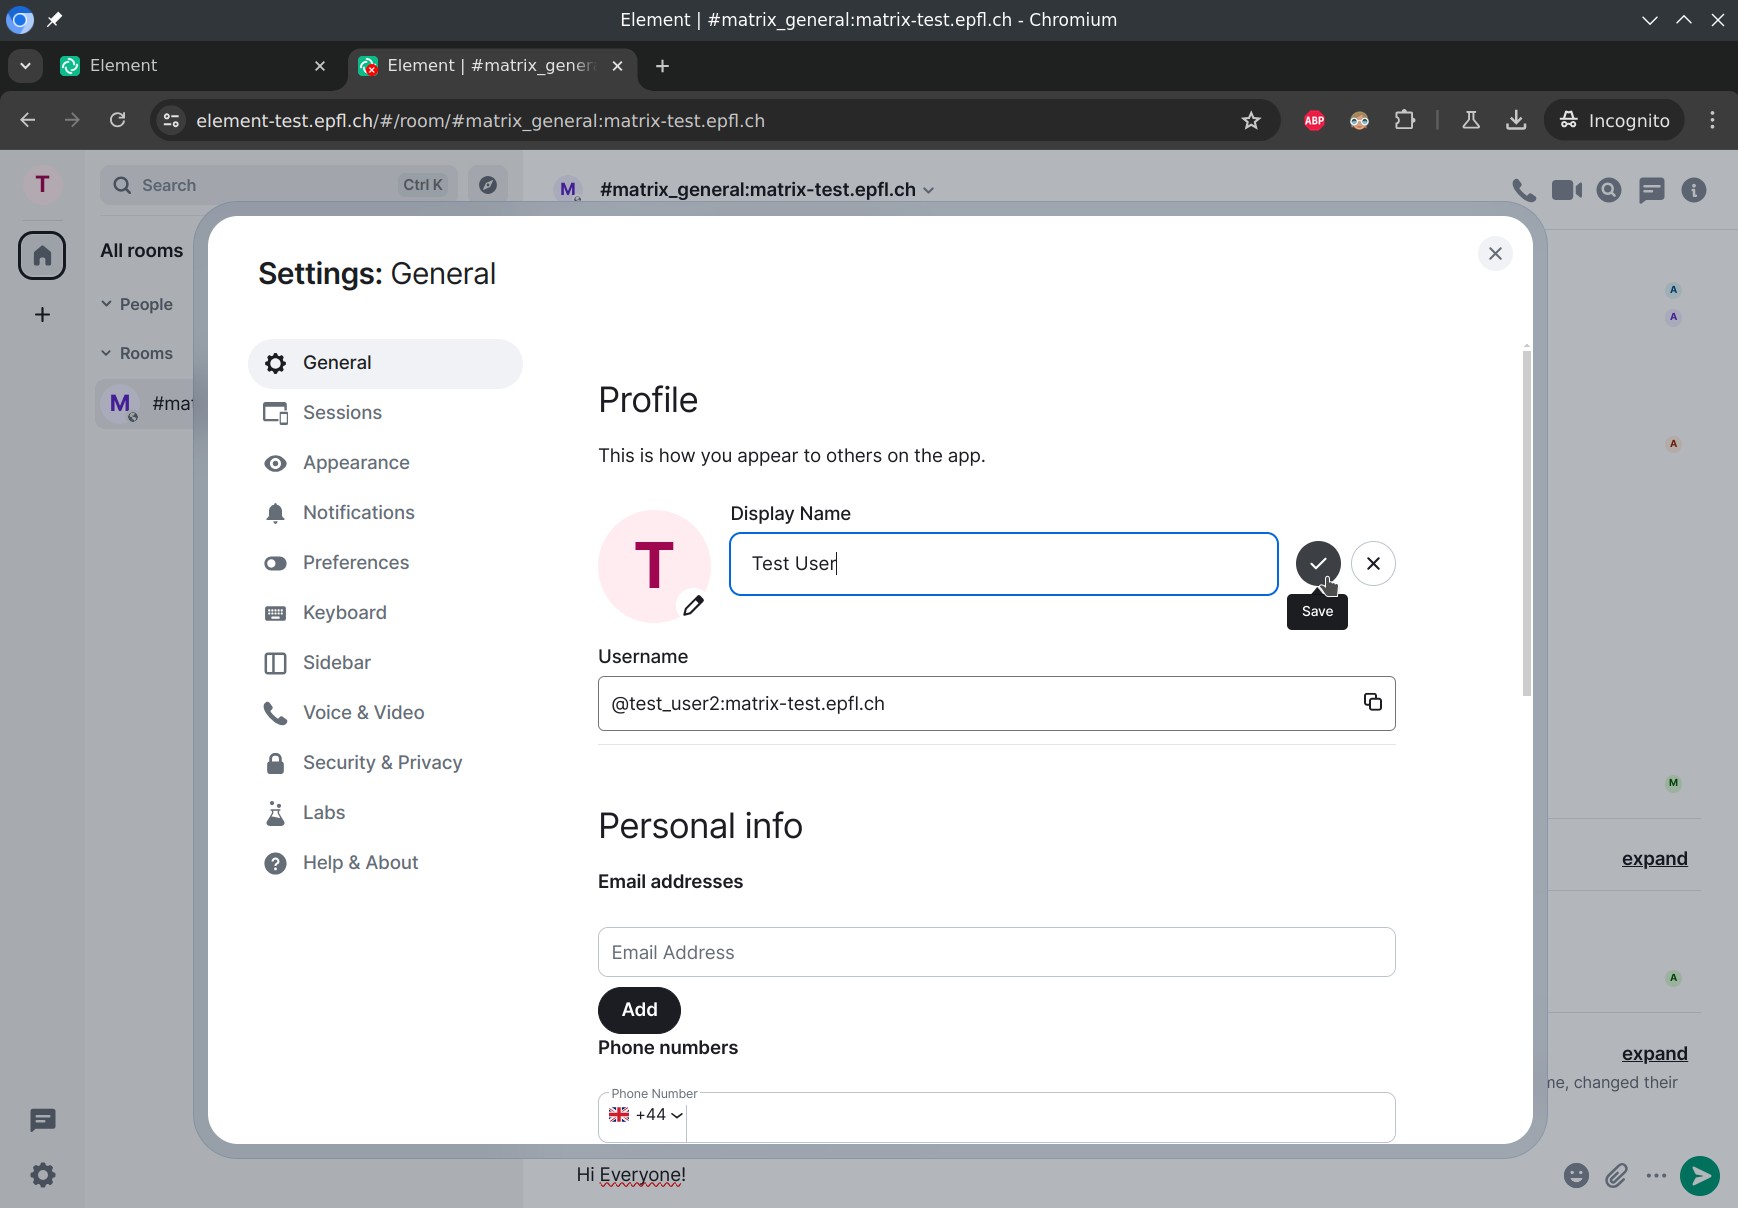 Element | #matrix_general:matrix-test.epfl.ch - Chromium
Element
Element | #matrix_gener
element-test.epfl.ch/#/room/#matrix_general:matrix-test.epfl.ch
ABP
Incognito
T
Search
Ctrl K
M
#matrix_general:matrix-test.epfl.ch
All rooms
People
Rooms
M
#mat
Settings: General
General
Sessions
Appearance
Notifications
Preferences
Keyboard
Sidebar
Voice & Video
Security & Privacy
Labs
Help & About
Profile
This is how you appear to others on the app.
T
Display Name
Test User
Save
Username
@test_user2:matrix-test.epfl.ch
Personal info
Email addresses
Email Address
Add
Phone numbers
Phone Number
+44
A
A
A
M
expand
A
expand
me, changed their
Hi Everyone!